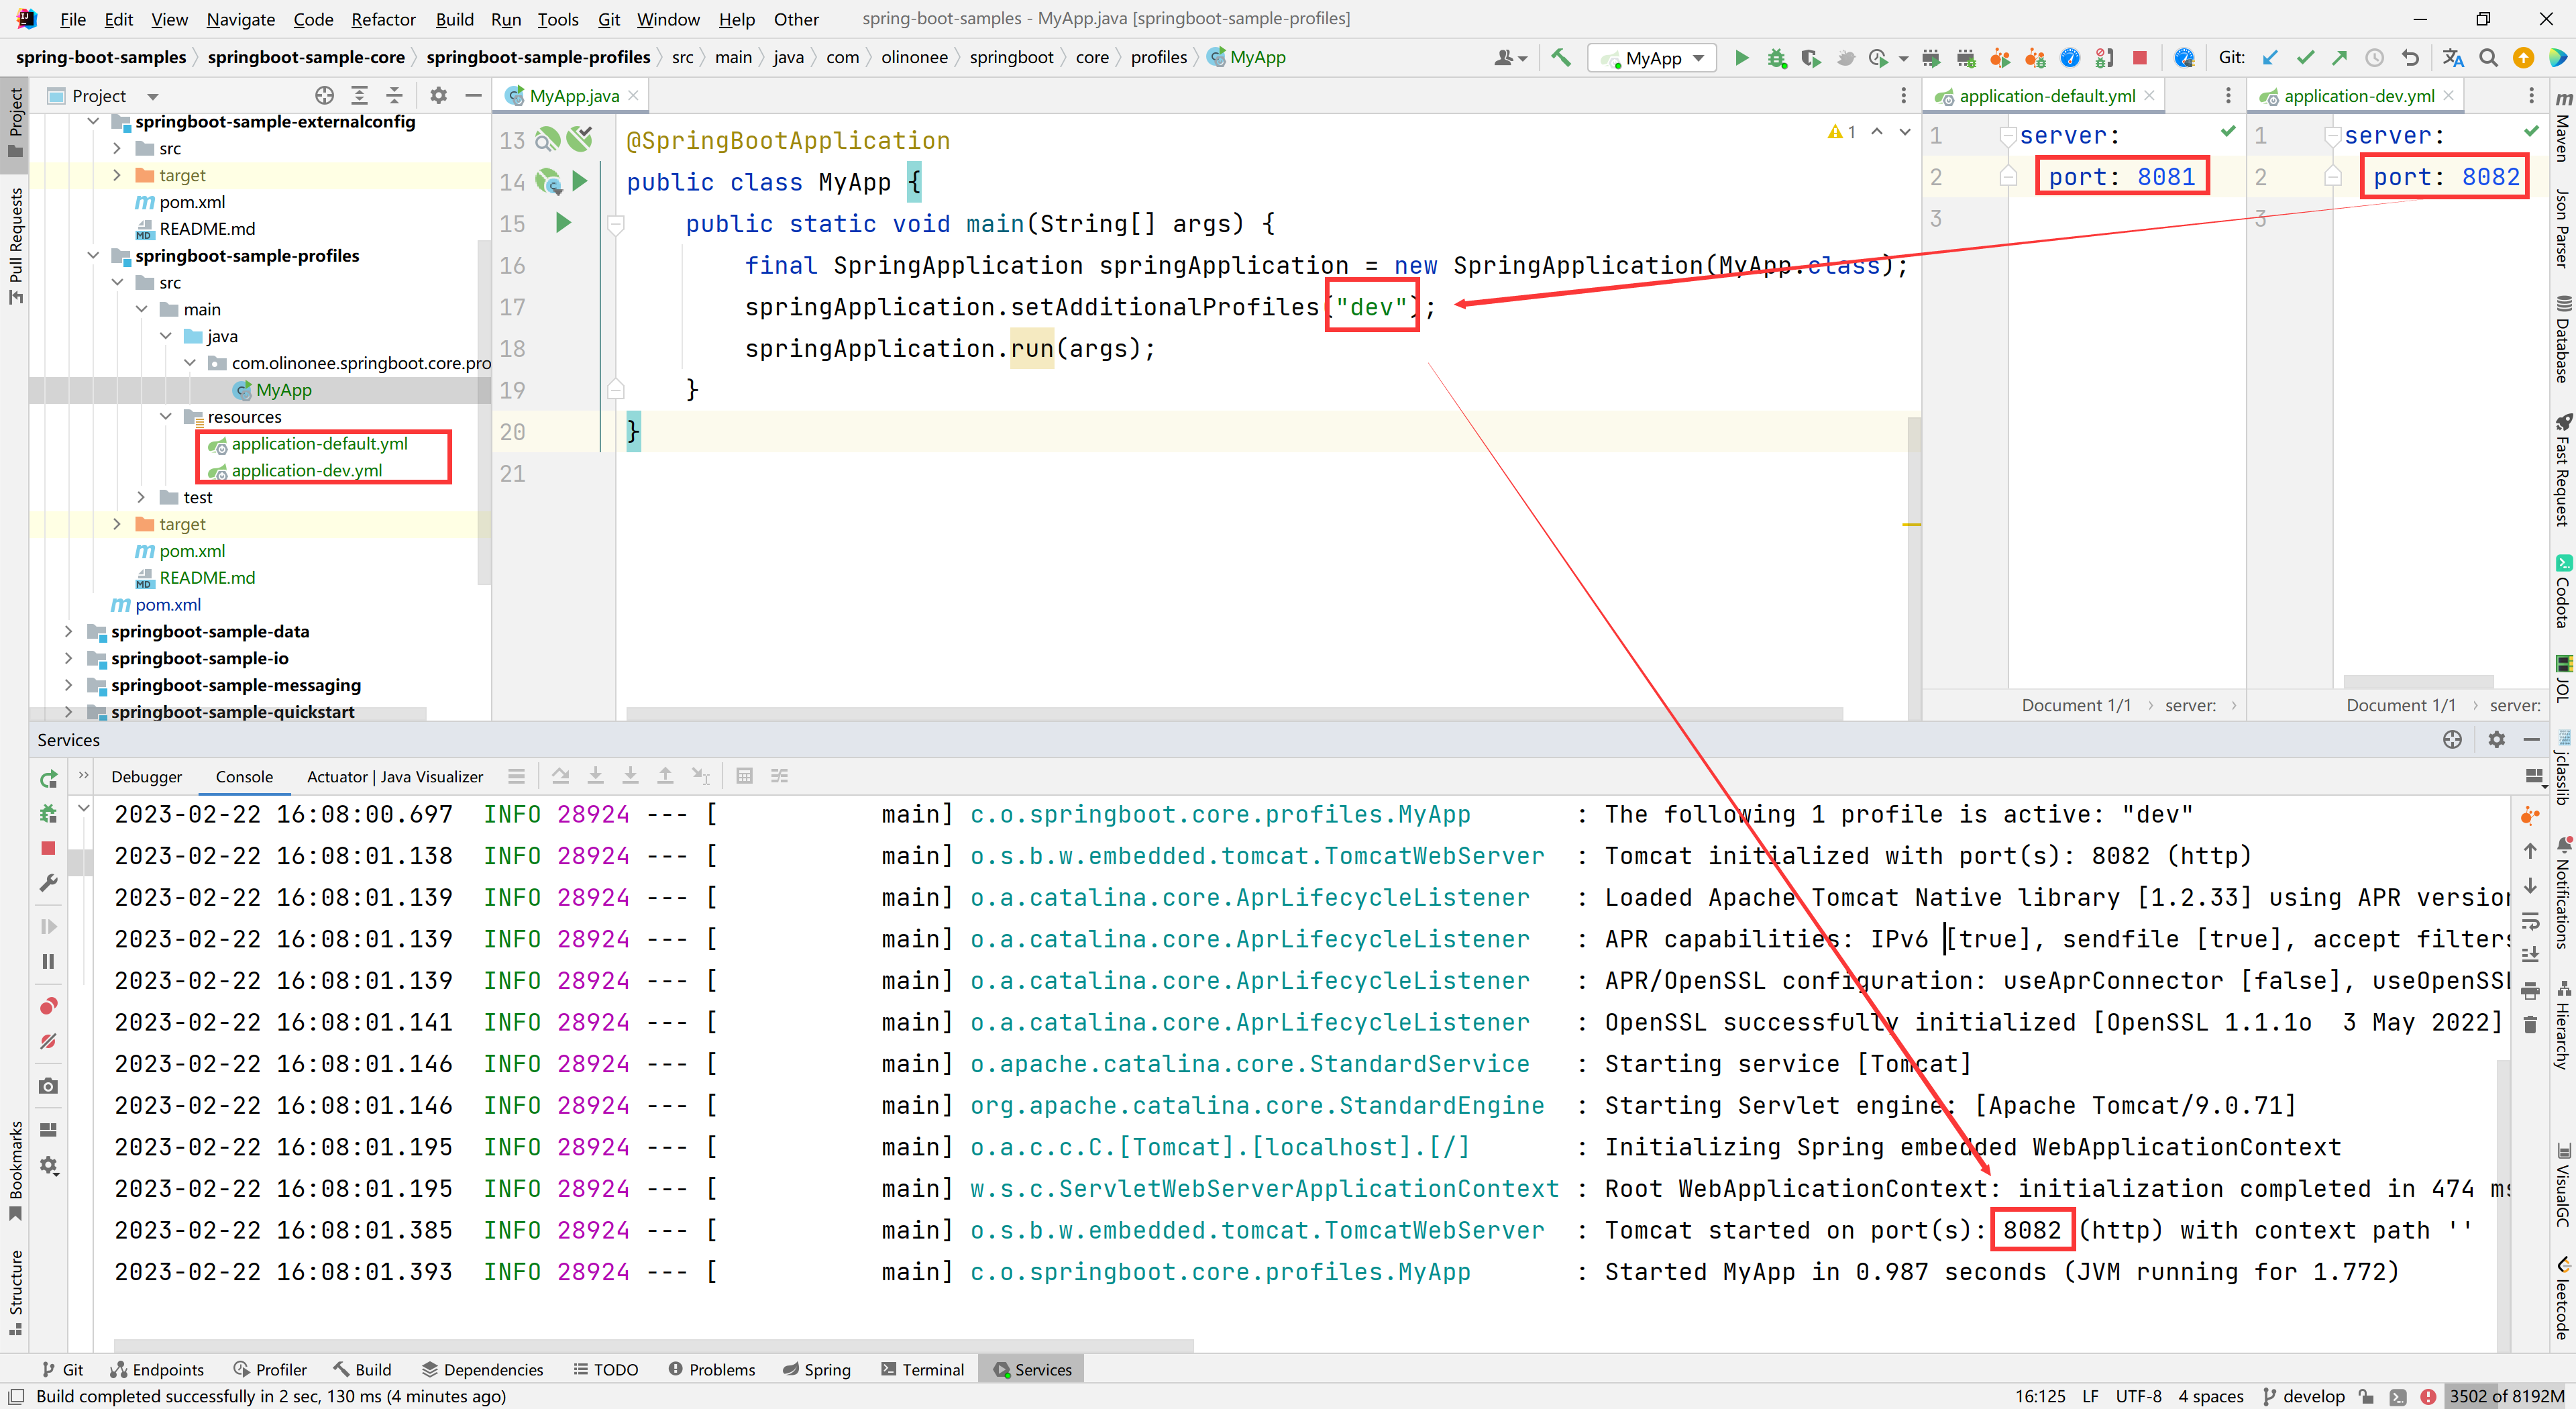 File Edit View Navigate Code Refactor Build Run Tools Git Window Help Other spring-boot-samples - MyApp.java [springboot-sample-profiles]
spring-boot-samples springboot-sample-core springboot-sample-profiles src main java com olinonee springboot core profiles MyApp MyApp Git:
Project
MyApp.java
application-default.yml
application-dev.yml
Project
Pull Requests
Bookmarks
Structure
springboot-sample-externalconfig
src
target
pom.xml
README.md
springboot-sample-profiles
src
main
java
com.olinonee.springboot.core.pro
MyApp
resources
application-default.yml
application-dev.yml
test
target
pom.xml
README.md
pom.xml
springboot-sample-data
springboot-sample-io
springboot-sample-messaging
springboot-sample-quickstart
13 @SpringBootApplication
14 public class MyApp {
15 public static void main(String[] args) {
16 final SpringApplication springApplication = new SpringApplication(MyApp.class);
17 springApplication.setAdditionalProfiles("dev");
18 springApplication.run(args);
19 }
20 }
21
1
1 server:
2 port: 8081
3
Document 1/1 server:
1 server:
2 port: 8082
3
Document 1/1 server:
Maven
Json Parser
Database
Fast Request
Codota
JOL
jclasslib
Notifications
Hierarchy
VisualGC
leetcode
Services
Debugger Console Actuator | Java Visualizer
2023-02-22 16:08:00.697 INFO 28924 --- [ main] c.o.springboot.core.profiles.MyApp : The following 1 profile is active: "dev"
2023-02-22 16:08:01.138 INFO 28924 --- [ main] o.s.b.w.embedded.tomcat.TomcatWebServer : Tomcat initialized with port(s): 8082 (http)
2023-02-22 16:08:01.139 INFO 28924 --- [ main] o.a.catalina.core.AprLifecycleListener : Loaded Apache Tomcat Native library [1.2.33] using APR version
2023-02-22 16:08:01.139 INFO 28924 --- [ main] o.a.catalina.core.AprLifecycleListener : APR capabilities: IPv6 [true], sendfile [true], accept filters
2023-02-22 16:08:01.139 INFO 28924 --- [ main] o.a.catalina.core.AprLifecycleListener : APR/OpenSSL configuration: useAprConnector [false], useOpenSSL
2023-02-22 16:08:01.141 INFO 28924 --- [ main] o.a.catalina.core.AprLifecycleListener : OpenSSL successfully initialized [OpenSSL 1.1.1o  3 May 2022]
2023-02-22 16:08:01.146 INFO 28924 --- [ main] o.apache.catalina.core.StandardService : Starting service [Tomcat]
2023-02-22 16:08:01.146 INFO 28924 --- [ main] org.apache.catalina.core.StandardEngine : Starting Servlet engine: [Apache Tomcat/9.0.71]
2023-02-22 16:08:01.195 INFO 28924 --- [ main] o.a.c.c.C.[Tomcat].[localhost].[/] : Initializing Spring embedded WebApplicationContext
2023-02-22 16:08:01.195 INFO 28924 --- [ main] w.s.c.ServletWebServerApplicationContext : Root WebApplicationContext: initialization completed in 474 ms
2023-02-22 16:08:01.385 INFO 28924 --- [ main] o.s.b.w.embedded.tomcat.TomcatWebServer : Tomcat started on port(s): 8082 (http) with context path ''
2023-02-22 16:08:01.393 INFO 28924 --- [ main] c.o.springboot.core.profiles.MyApp : Started MyApp in 0.987 seconds (JVM running for 1.772)
Git Endpoints Profiler Build Dependencies TODO Problems Spring Terminal Services
Build completed successfully in 2 sec, 130 ms (4 minutes ago) 16:125 LF UTF-8 4 spaces develop 3502 of 8192M